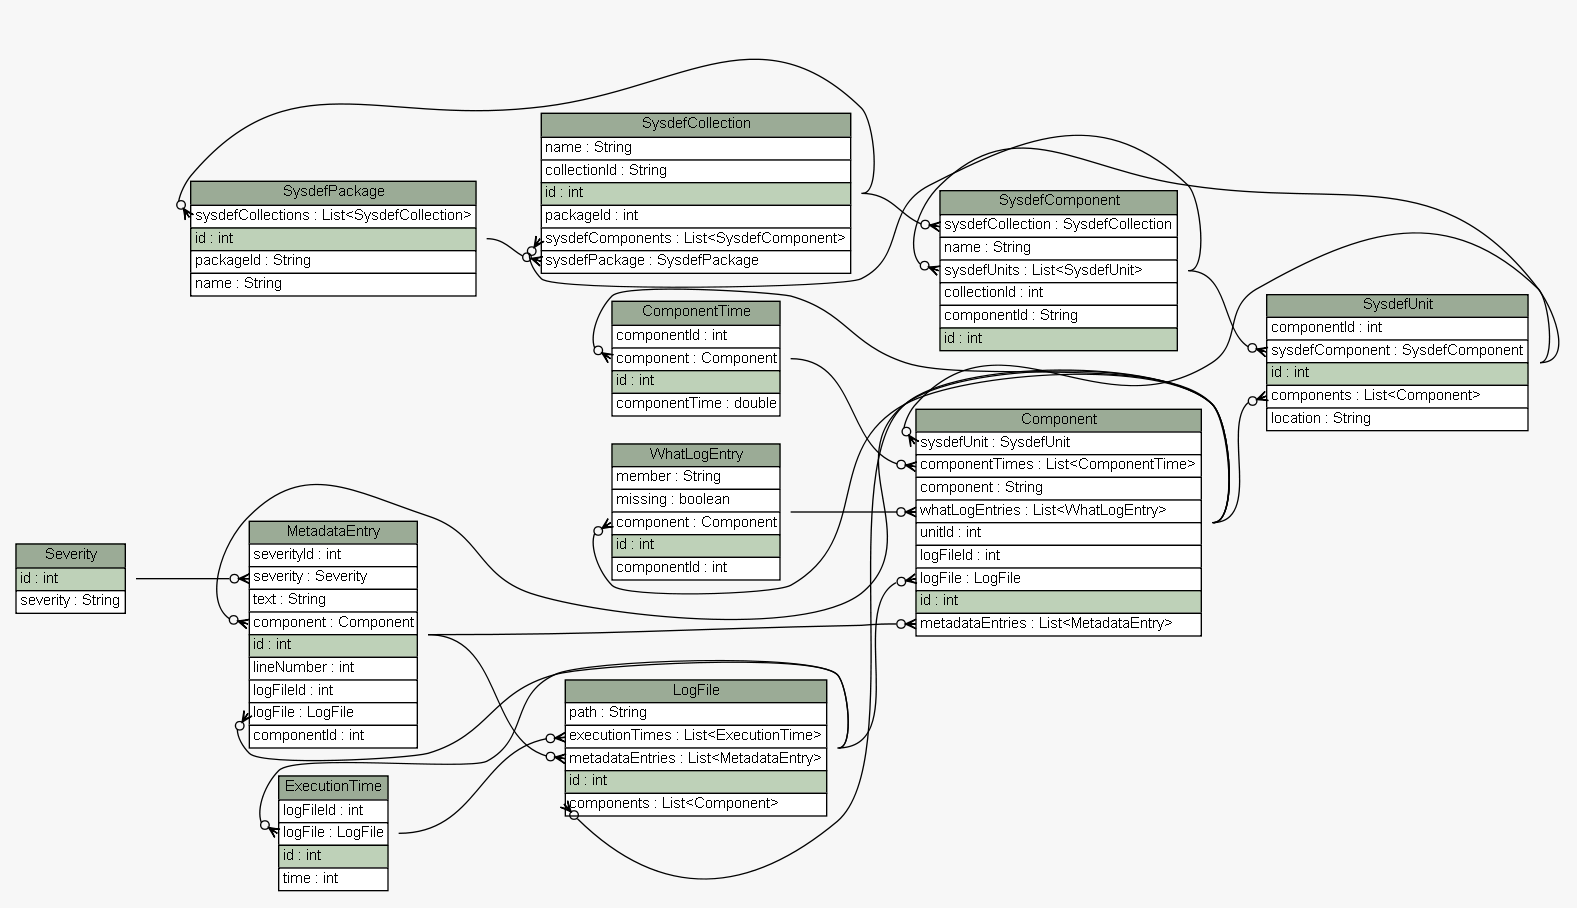 SysdefCollection
name : String
collectionId : String
id : int
packageId : int
sysdefComponents : List<SysdefComponent>
sysdefPackage : SysdefPackage
SysdefPackage
sysdefCollections : List<SysdefCollection>
id : int
packageId : String
name : String
SysdefComponent
sysdefCollection : SysdefCollection
name : String
sysdefUnits : List<SysdefUnit>
collectionId : int
componentId : String
id : int
SysdefUnit
componentId : int
sysdefComponent : SysdefComponent
id : int
components : List<Component>
location : String
ComponentTime
componentId : int
component : Component
id : int
componentTime : double
Component
sysdefUnit : SysdefUnit
componentTimes : List<ComponentTime>
component : String
whatLogEntries : List<WhatLogEntry>
unitId : int
logFileId : int
logFile : LogFile
id : int
metadataEntries : List<MetadataEntry>
WhatLogEntry
member : String
missing : boolean
component : Component
id : int
componentId : int
MetadataEntry
severityId : int
severity : Severity
text : String
component : Component
id : int
lineNumber : int
logFileId : int
logFile : LogFile
componentId : int
Severity
id : int
severity : String
LogFile
path : String
executionTimes : List<ExecutionTime>
metadataEntries : List<MetadataEntry>
id : int
components : List<Component>
ExecutionTime
logFileId : int
logFile : LogFile
id : int
time : int